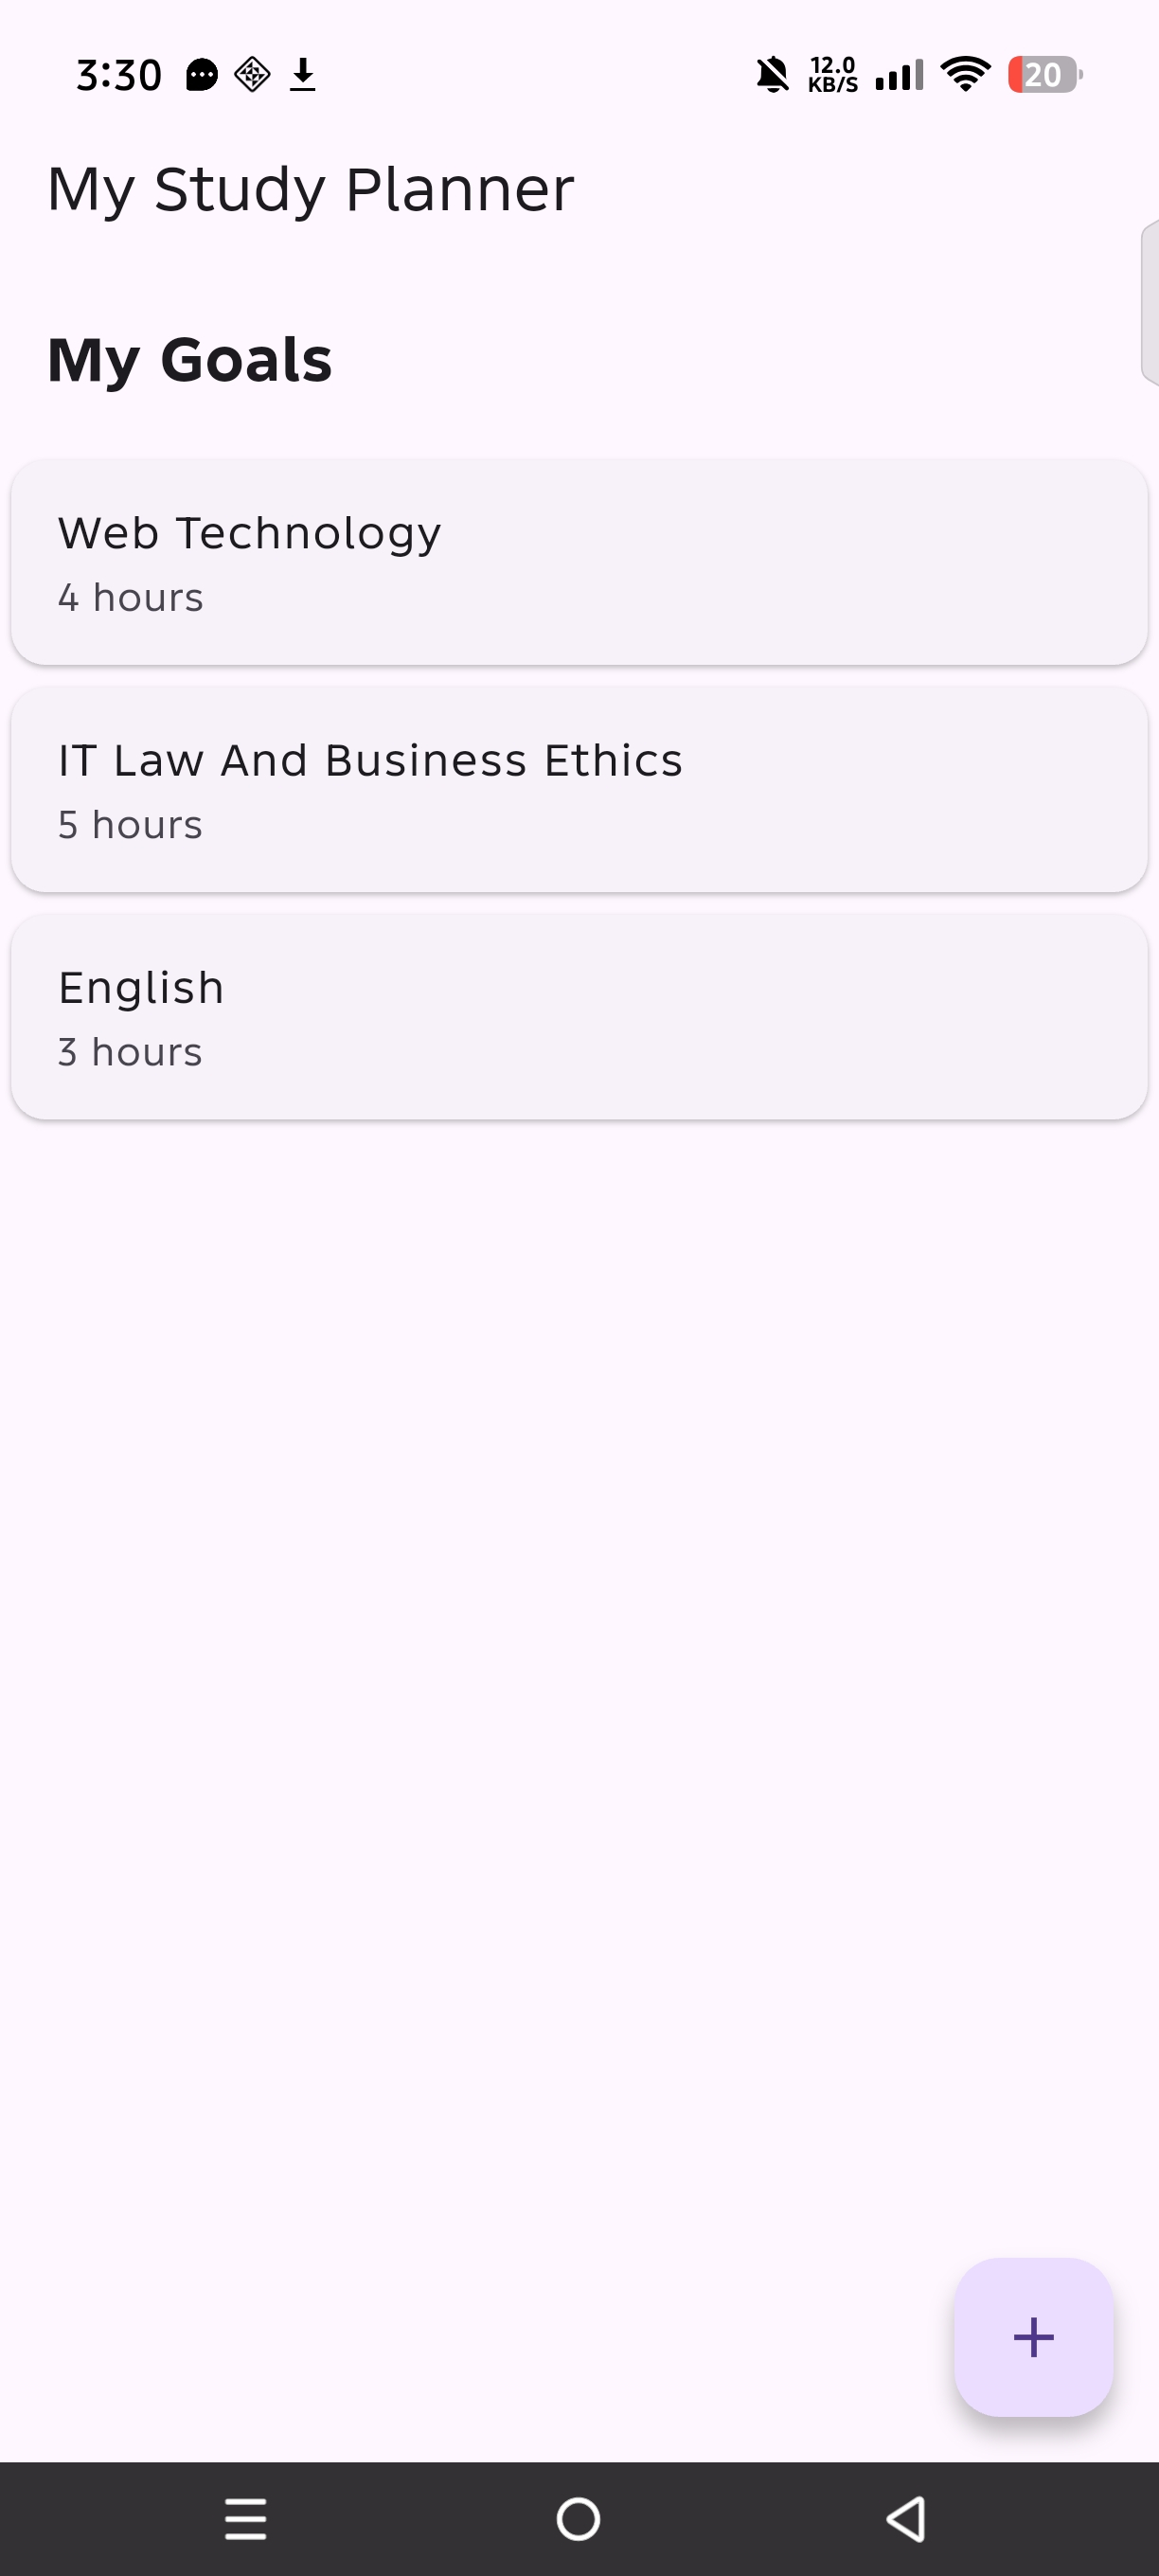 3:30
12.0
KB/S
20
My Study Planner
My Goals
Web Technology
4 hours
IT Law And Business Ethics
5 hours
English
3 hours
+